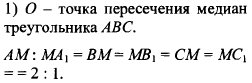 1) O – точка пересечения медиан
треугольника ABC.
AM : MA₁ = BM = MB₁ = CM = MC₁
= = 2 : 1.